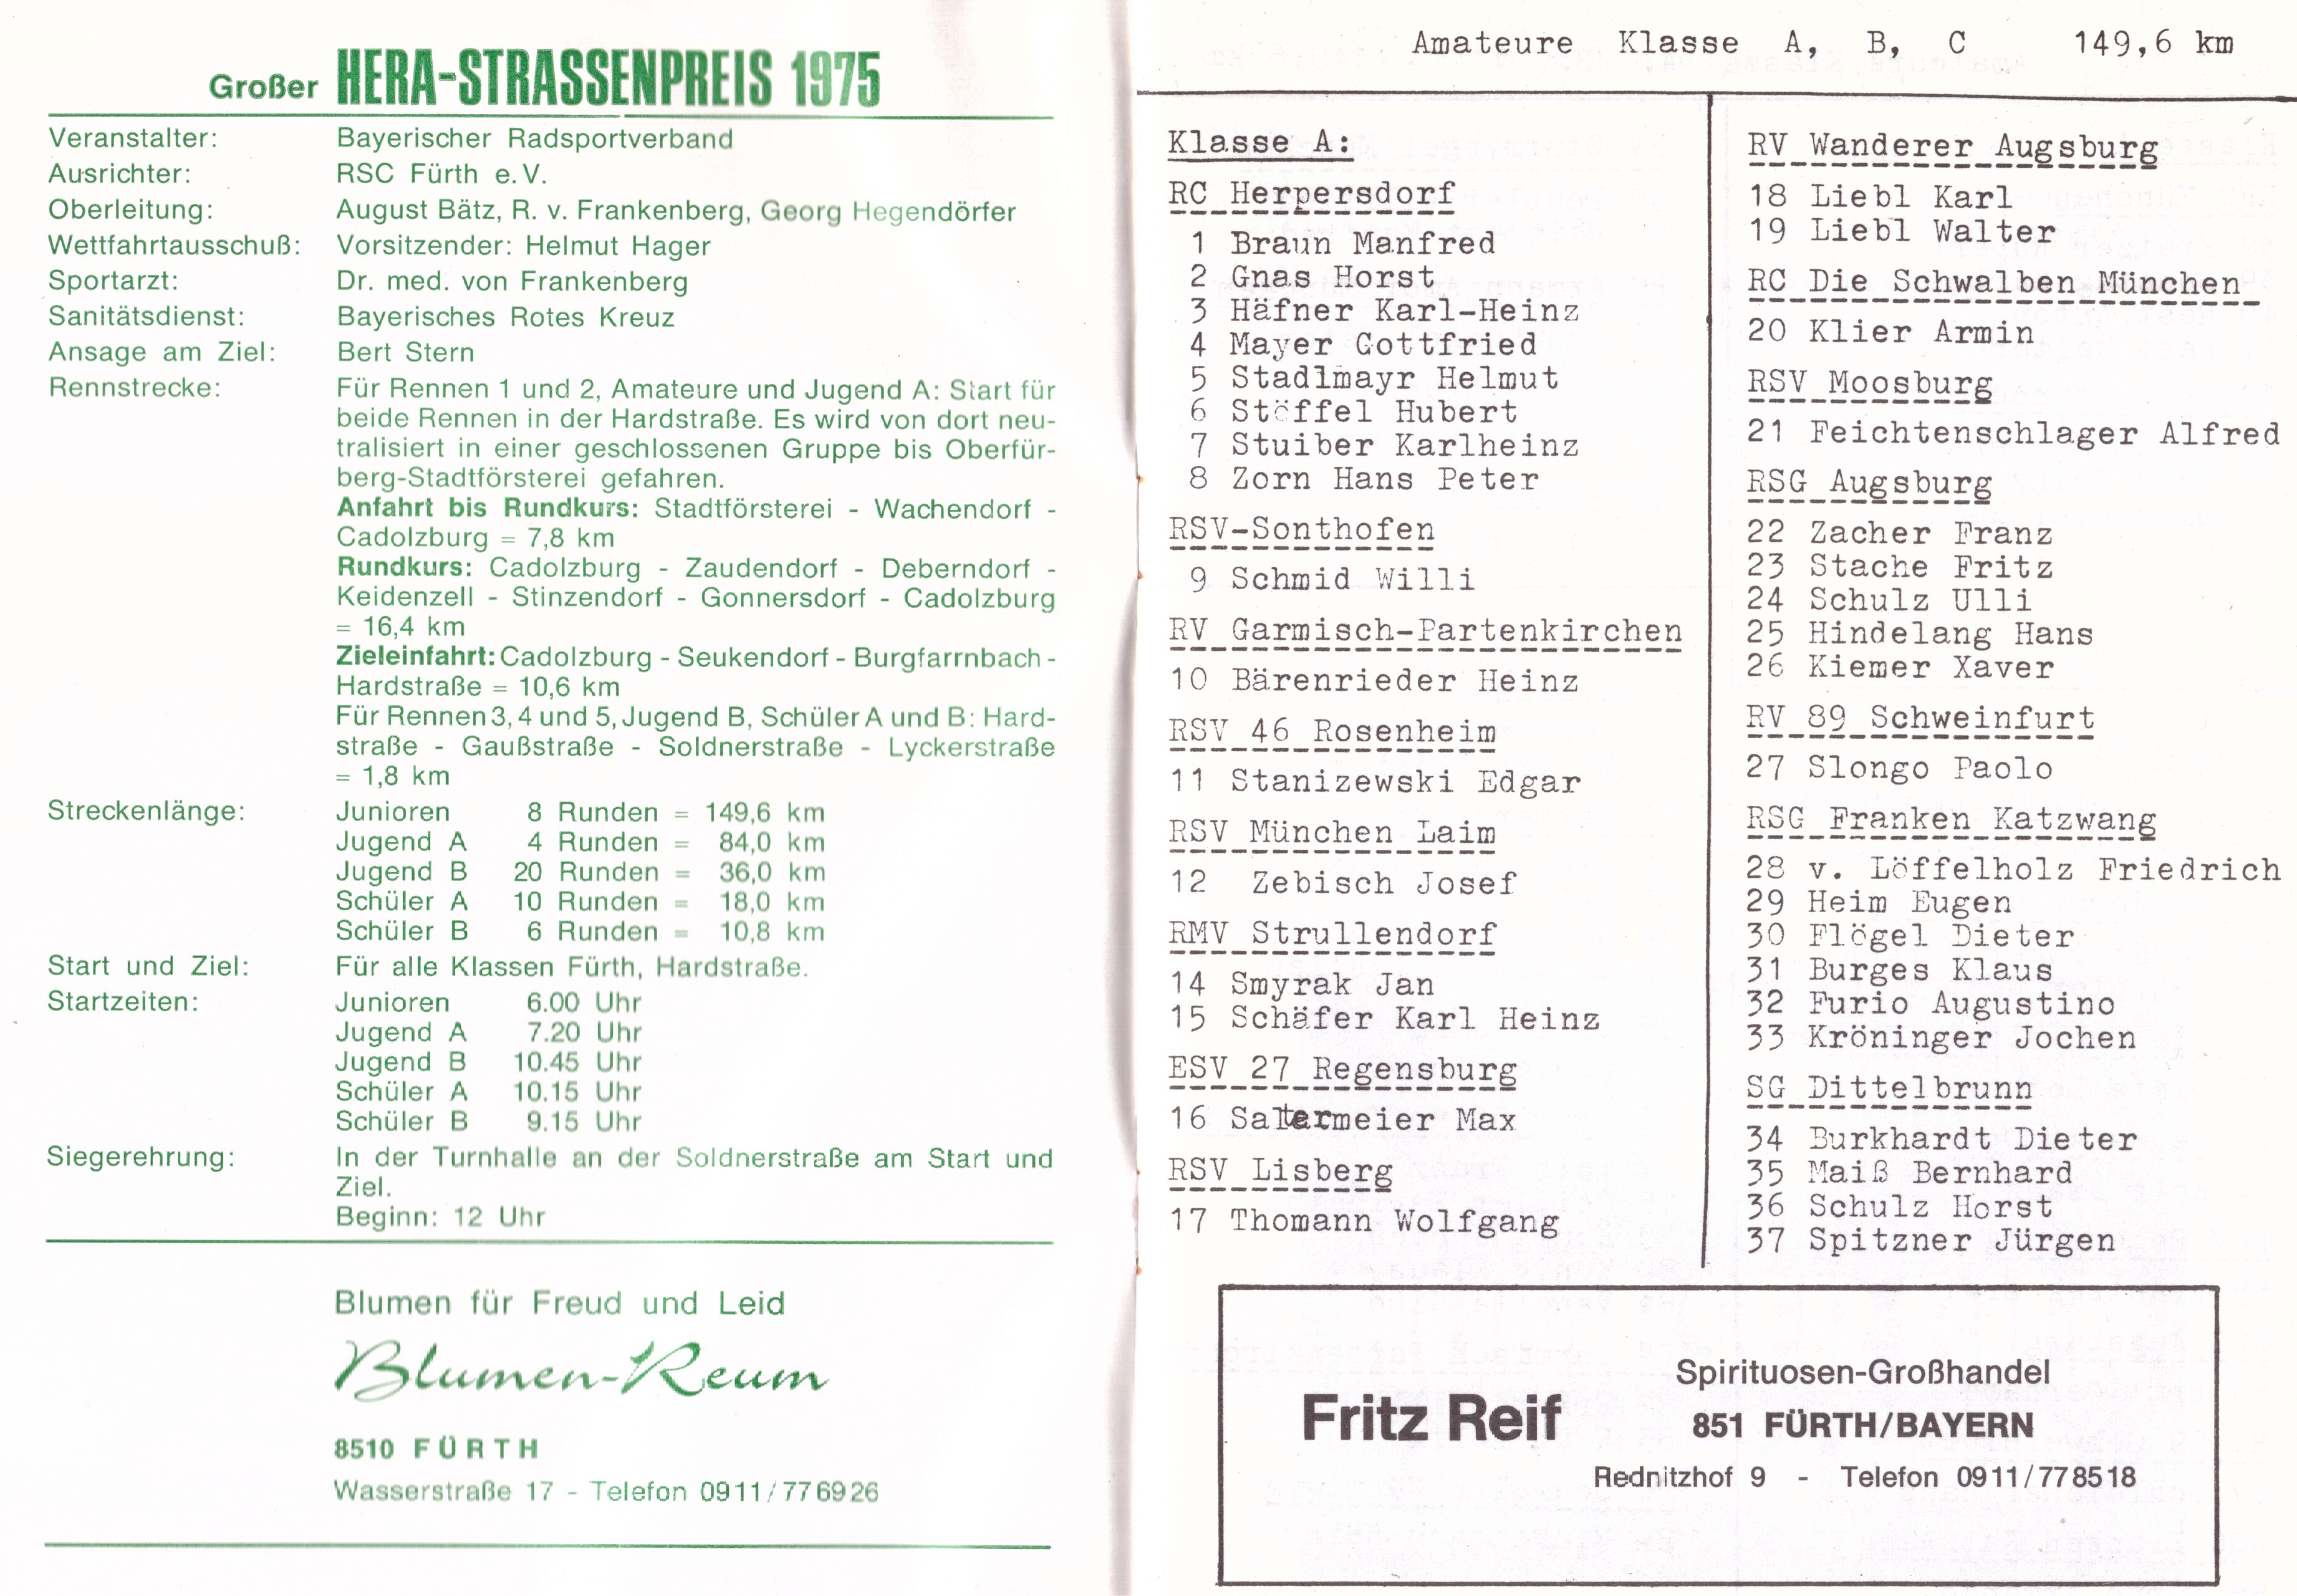 Großer HERA-STRASSENPREIS 1975
Veranstalter: Bayerischer Radsportverband
Ausrichter: RSC Fürth e.V.
Oberleitung: August Bätz, R. v. Frankenberg, Georg Hegendörfer
Wettfahrtausschuß: Vorsitzender: Helmut Hager
Sportarzt: Dr. med. von Frankenberg
Sanitätsdienst: Bayerisches Rotes Kreuz
Ansage am Ziel: Bert Stern
Rennstrecke: Für Rennen 1 und 2, Amateure und Jugend A: Start für
beide Rennen in der Hardstraße. Es wird von dort neu-
tralisiert in einer geschlossenen Gruppe bis Oberfür-
berg-Stadtförsterei gefahren.
Anfahrt bis Rundkurs: Stadtförsterei - Wachendorf -
Cadolzburg = 7,8 km
Rundkurs: Cadolzburg - Zaudendorf - Deberndorf -
Keidenzell - Stinzendorf - Gonnersdorf - Cadolzburg
= 16,4 km
Zieleinfahrt: Cadolzburg - Seukendorf - Burgfarrnbach -
Hardstraße = 10,6 km
Für Rennen 3, 4 und 5, Jugend B, Schüler A und B: Hard-
straße - Gaußstraße - Soldnerstraße - Lyckerstraße
= 1,8 km
Streckenlänge: Junioren 8 Runden = 149,6 km
Jugend A 4 Runden = 84,0 km
Jugend B 20 Runden = 36,0 km
Schüler A 10 Runden = 18,0 km
Schüler B 6 Runden = 10,8 km
Start und Ziel: Für alle Klassen Fürth, Hardstraße.
Startzeiten: Junioren 6.00 Uhr
Jugend A 7.20 Uhr
Jugend B 10.45 Uhr
Schüler A 10.15 Uhr
Schüler B 9.15 Uhr
Siegerehrung: In der Turnhalle an der Soldnerstraße am Start und
Ziel.
Beginn: 12 Uhr
Blumen für Freud und Leid
Blumen-Reum
8510 FÜRTH
Wasserstraße 17 - Telefon 0911/776926
Amateure Klasse A, B, C 149,6 km
Klasse A:
RC Herpersdorf
1 Braun Manfred
2 Gnas Horst
3 Häfner Karl-Heinz
4 Mayer Gottfried
5 Stadlmayr Helmut
6 Stöffel Hubert
7 Stuiber Karlheinz
8 Zorn Hans Peter
RSV-Sonthofen
9 Schmid Willi
RV Garmisch-Partenkirchen
10 Bärenrieder Heinz
RSV 46 Rosenheim
11 Stanizewski Edgar
RSV München Laim
12 Zebisch Josef
RMV Strullendorf
14 Smyrak Jan
15 Schäfer Karl Heinz
ESV 27 Regensburg
16 Saltermeier Max
RSV Lisberg
17 Thomann Wolfgang
RV Wanderer Augsburg
18 Liebl Karl
19 Liebl Walter
RC Die Schwalben München
20 Klier Armin
RSV Moosburg
21 Feichtenschlager Alfred
RSG Augsburg
22 Zacher Franz
23 Stache Fritz
24 Schulz Ulli
25 Hindelang Hans
26 Kiemer Xaver
RV 89 Schweinfurt
27 Slongo Paolo
RSG Franken Katzwang
28 v. Löffelholz Friedrich
29 Heim Eugen
30 Flögel Dieter
31 Burges Klaus
32 Furio Augustino
33 Kröninger Jochen
SG Dittelbrunn
34 Burkhardt Dieter
35 Maiß Bernhard
36 Schulz Horst
37 Spitzner Jürgen
Spirituosen-Großhandel
Fritz Reif 851 FÜRTH/BAYERN
Rednitzhof 9 - Telefon 0911/778518